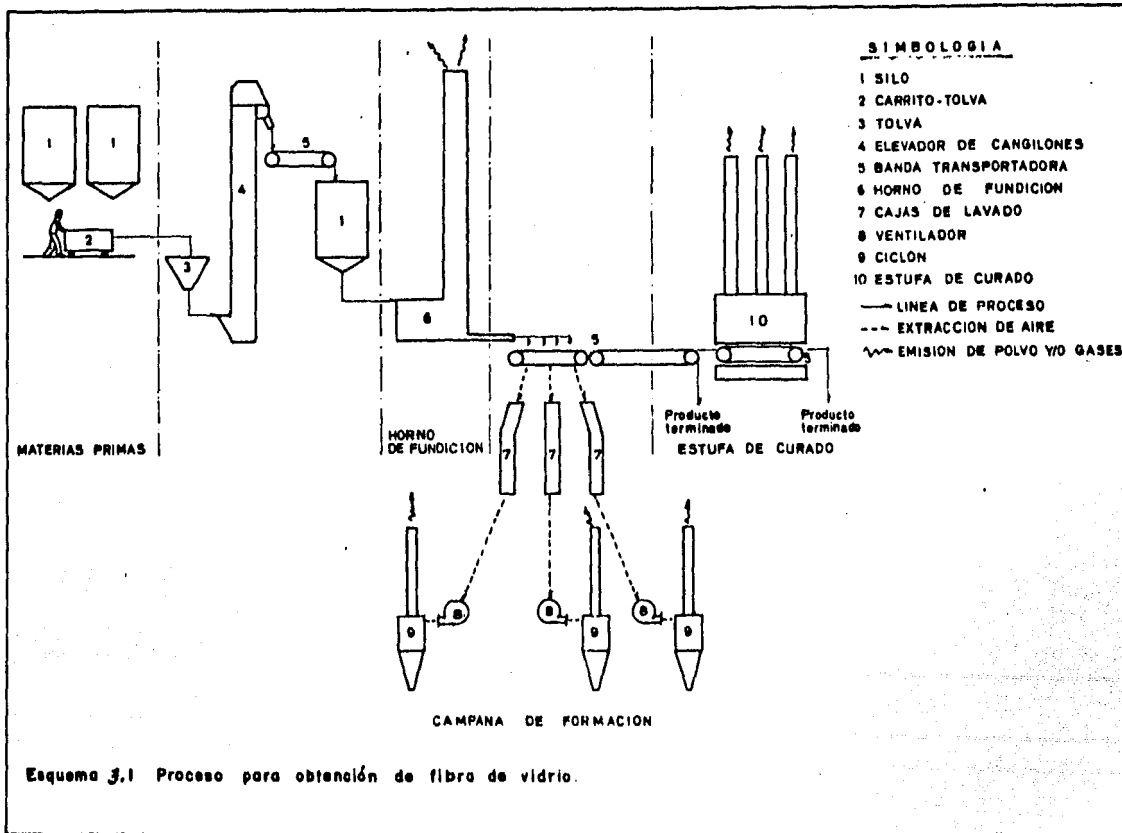 SIMBOLOGIA
1 SILO
2 CARRITO-TOLVA
3 TOLVA
4 ELEVADOR DE CANGILONES
5 BANDA TRANSPORTADORA
6 HORNO DE FUNDICION
7 CAJAS DE LAVADO
8 VENTILADOR
9 CICLON
10 ESTUFA DE CURADO
LINEA DE PROCESO
EXTRACCION DE AIRE
EMISION DE POLVO Y/O GASES
1
1
2
3
4
5
1
6
5
10
5
Producto
terminado
Producto
terminado
MATERIAS PRIMAS
HORNO
DE FUNDICION
ESTUFA DE CURADO
7
7
7
8
8
8
9
9
9
CAMPANA DE FORMACION
Esquema 3.1 Proceso para obtención de fibra de vidrio.